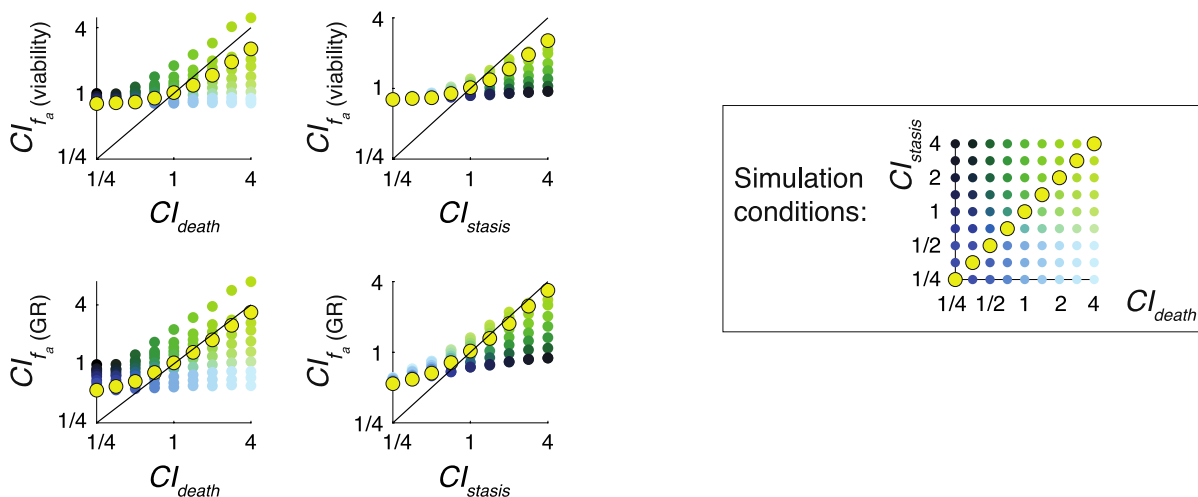 4
1
1/4
CI_fa (viability)
1/4 1 4
CI_death
4
1
1/4
CI_fa (viability)
1/4 1 4
CI_stasis
4
1
1/4
CI_fa (GR)
1/4 1 4
CI_death
4
1
1/4
CI_fa (GR)
1/4 1 4
CI_stasis
Simulation
conditions:
CI_stasis
4
2
1
1/2
1/4
1/4 1/2 1 2 4
CI_death